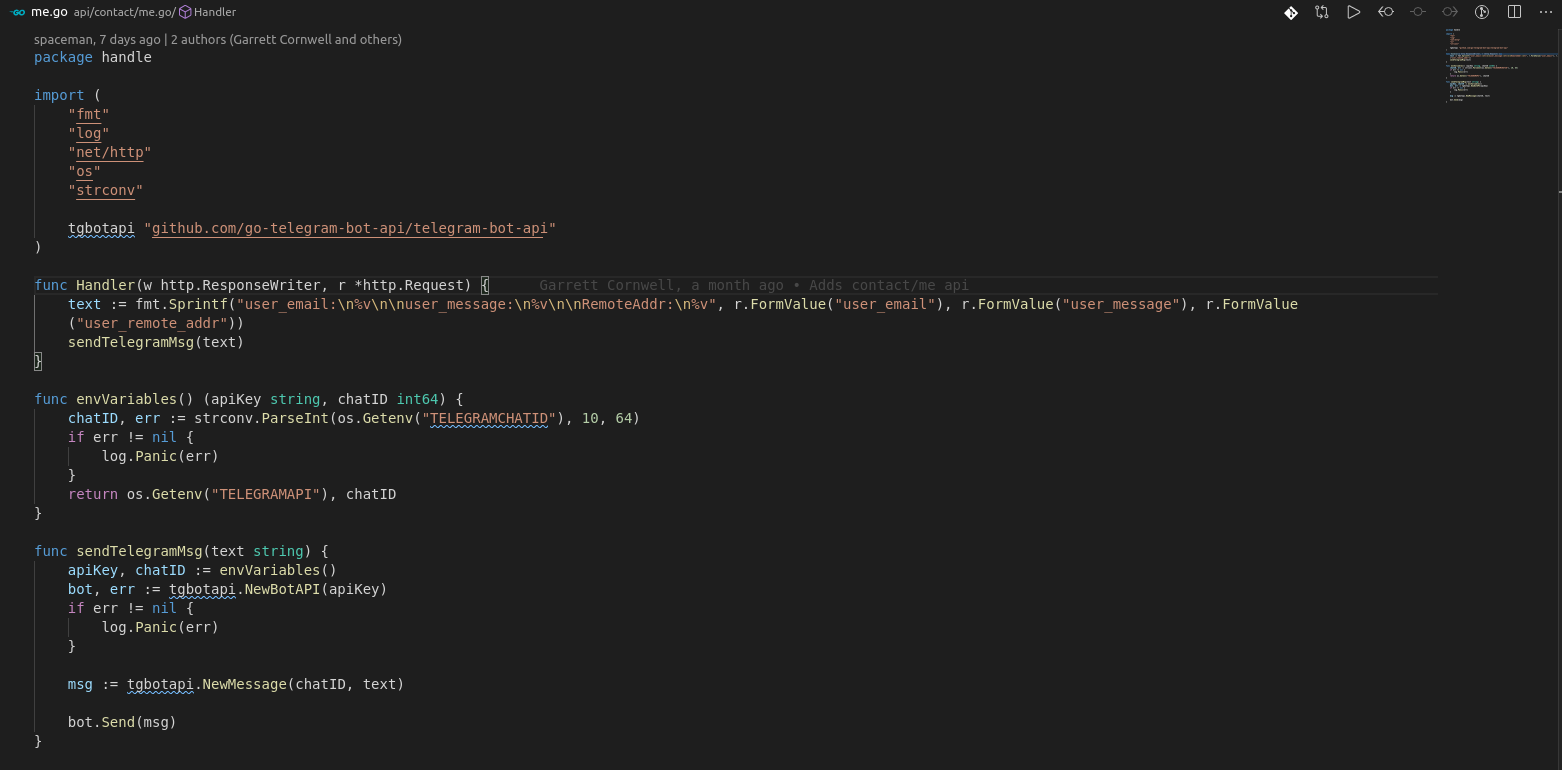 me.go api/contact/me.go/ Handler
spaceman, 7 days ago | 2 authors (Garrett Cornwell and others)
package handle
import (
"fmt"
"log"
"net/http"
"os"
"strconv"
tgbotapi "github.com/go-telegram-bot-api/telegram-bot-api"
)
func Handler(w http.ResponseWriter, r *http.Request) { Garrett Cornwell, a month ago • Adds contact/me api
text := fmt.Sprintf("user_email:\n%v\n\nuser_message:\n%v\n\nRemoteAddr:\n%v", r.FormValue("user_email"), r.FormValue("user_message"), r.FormValue
("user_remote_addr"))
sendTelegramMsg(text)
}
func envVariables() (apiKey string, chatID int64) {
chatID, err := strconv.ParseInt(os.Getenv("TELEGRAMCHATID"), 10, 64)
if err != nil {
log.Panic(err)
}
return os.Getenv("TELEGRAMAPI"), chatID
}
func sendTelegramMsg(text string) {
apiKey, chatID := envVariables()
bot, err := tgbotapi.NewBotAPI(apiKey)
if err != nil {
log.Panic(err)
}
msg := tgbotapi.NewMessage(chatID, text)
bot.Send(msg)
}